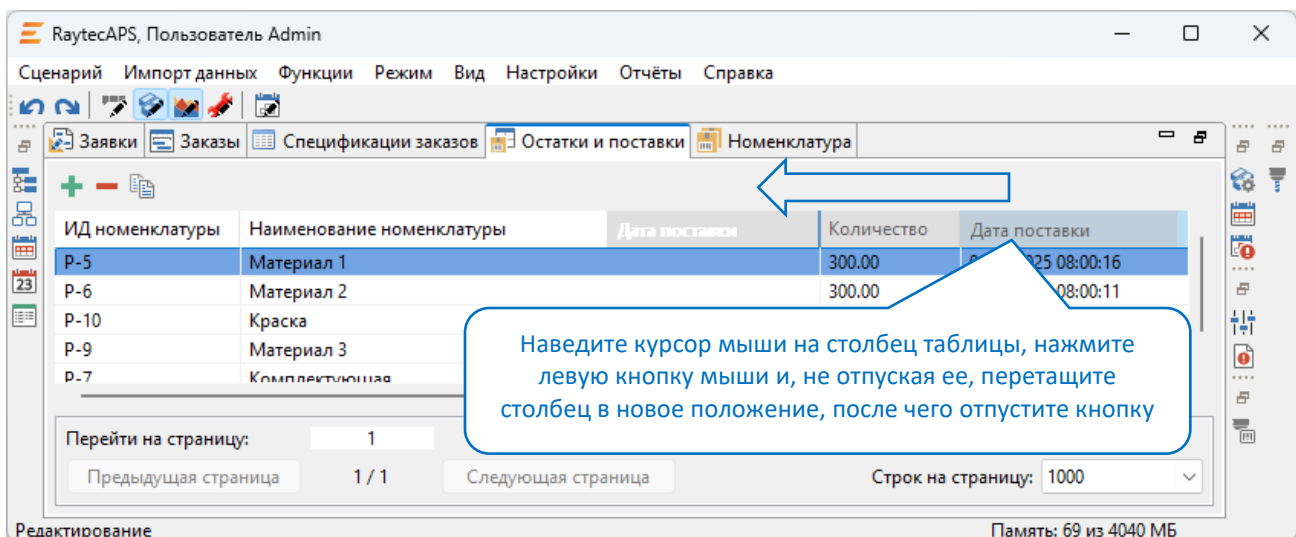 RaytecAPS, Пользователь Admin
Сценарий Импорт данных Функции Режим Вид Настройки Отчёты Справка
Заявки Заказы Спецификации заказов Остатки и поставки Номенклатура
ИД номенклатуры Наименование номенклатуры Дата поставки Количество Дата поставки
P-5 Материал 1 300.00 25 08:00:16
P-6 Материал 2 300.00 08:00:11
P-10 Краска
P-9 Материал 3
P-7 Комплектующая
Наведите курсор мыши на столбец таблицы, нажмите
левую кнопку мыши и, не отпуская ее, перетащите
столбец в новое положение, после чего отпустите кнопку
Перейти на страницу: 1
Предыдущая страница 1 / 1 Следующая страница Строк на страницу: 1000
Редактирование Память: 69 из 4040 МБ
23